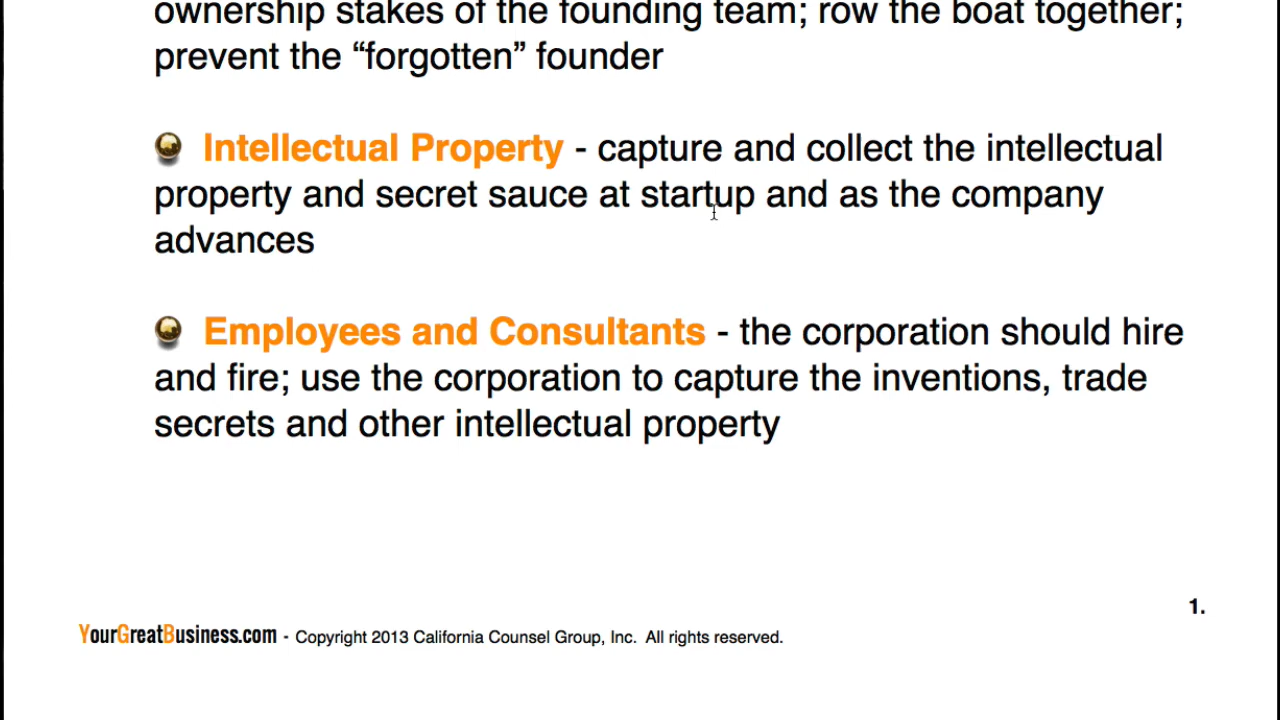 ownership stakes of the founding team; row the boat together;
prevent the “forgotten” founder
Intellectual Property - capture and collect the intellectual
property and secret sauce at startup and as the company
advances
Employees and Consultants - the corporation should hire
and fire; use the corporation to capture the inventions, trade
secrets and other intellectual property
1.
YourGreatBusiness.com - Copyright 2013 California Counsel Group, Inc. All rights reserved.